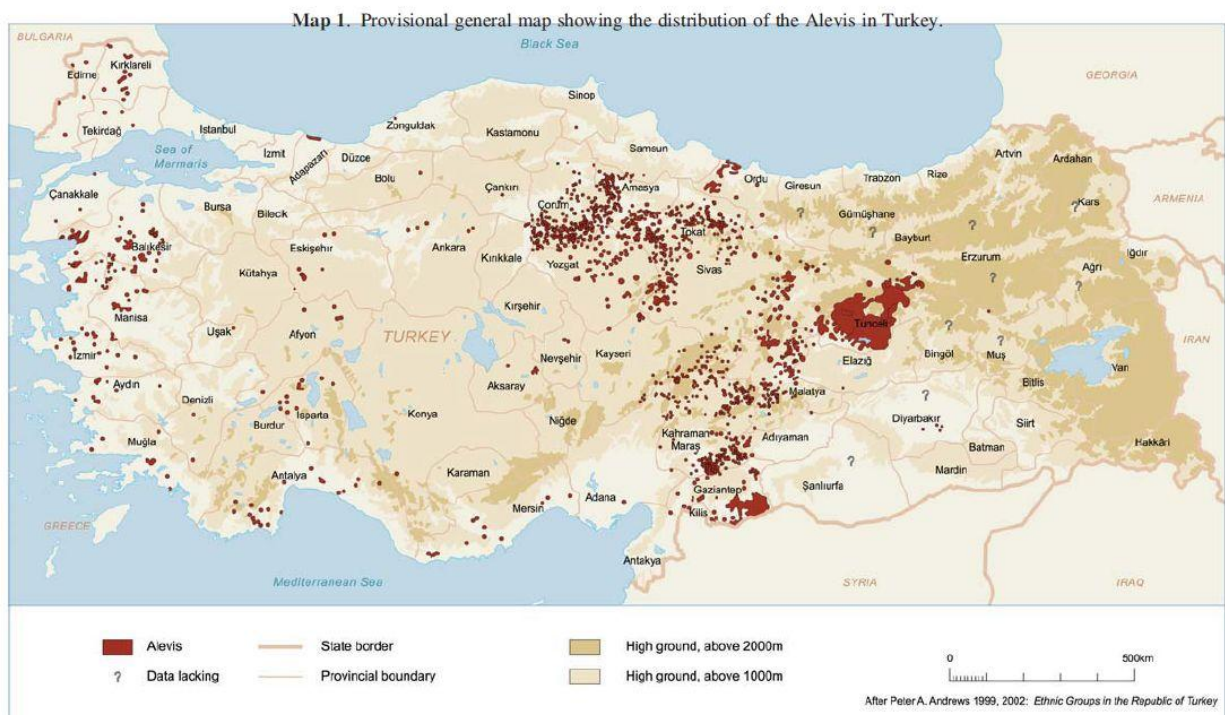 Map 1. Provisional general map showing the distribution of the Alevis in Turkey.
BULGARIA
Black Sea
GEORGIA
Kırklareli
Edirne
Tekirdağ
Istanbul
Sea of
Marmaris
İzmit
Adapazarı
Düzce
Zonguldak
Bolu
Kastamonu
Sinop
Samsun
Çankırı
Çorum
Amasya
Ordu
Giresun
Trabzon
Rize
Artvin
Ardahan
Kars
ARMENIA
Çanakkale
Bursa
Bilecik
Balıkesir
Eskişehir
Kütahya
Ankara
Kırıkkale
Yozgat
Tokat
Sivas
Gümüşhane
Bayburt
Erzurum
Ağrı
Iğdır
Manisa
Uşak
Afyon
TURKEY
Kırşehir
Nevşehir
Kayseri
Tunceli
Elazığ
Bingöl
Muş
Bitlis
Van
IRAN
İzmir
Aydın
Denizli
Burdur
Isparta
Konya
Aksaray
Niğde
Malatya
Diyarbakır
Siirt
Batman
Hakkâri
Muğla
Antalya
Karaman
Mersin
Adana
Kahraman
Maraş
Adıyaman
Gaziantep
Kilis
Şanlıurfa
Mardin
Antakya
GREECE
Mediterranean Sea
SYRIA
IRAQ
Alevis
State border
High ground, above 2000m
? Data lacking
Provincial boundary
High ground, above 1000m
0 500km
After Peter A. Andrews 1999, 2002: Ethnic Groups in the Republic of Turkey